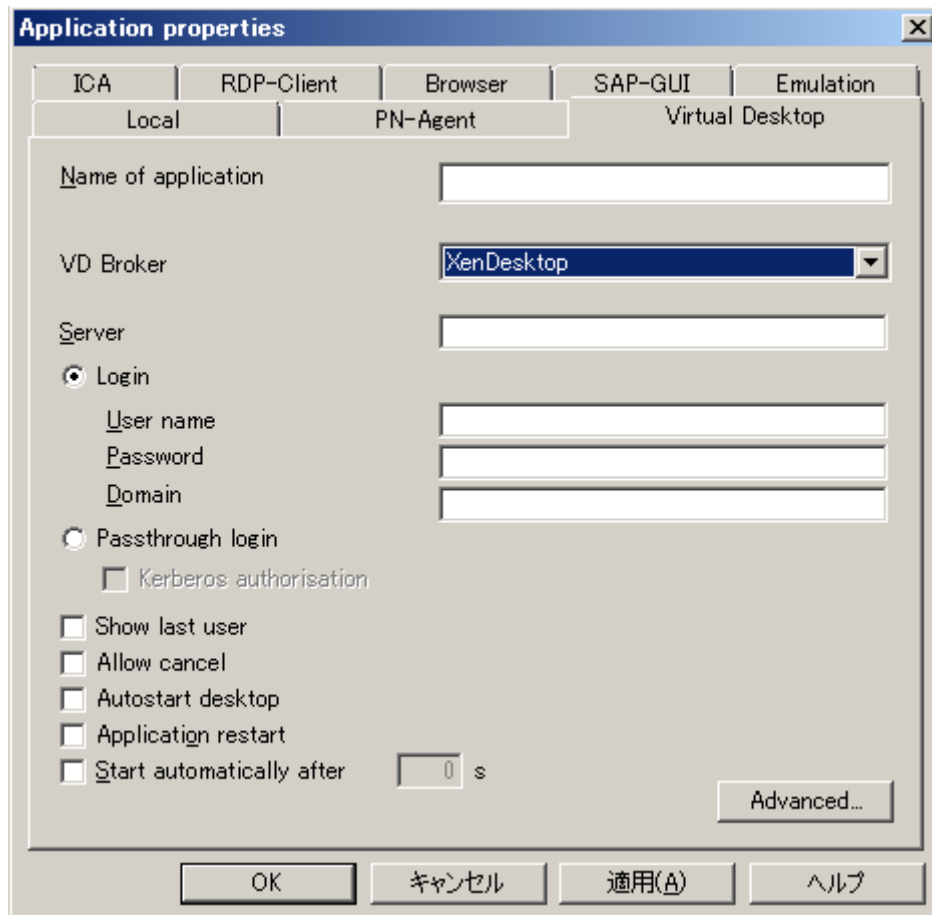 Application properties
ICA RDP-Client Browser SAP-GUI Emulation
Local PN-Agent Virtual Desktop
Name of application
VD Broker XenDesktop
Server
Login
User name
Password
Domain
Passthrough login
Kerberos authorisation
Show last user
Allow cancel
Autostart desktop
Application restart
Start automatically after 0 s
Advanced...
OK キャンセル 適用(A) ヘルプ